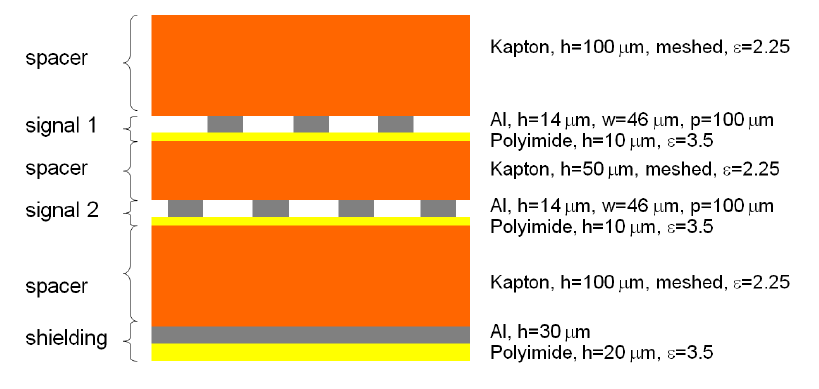 spacer
Kapton, h=100 μm, meshed, ε=2.25
signal 1
Al, h=14 μm, w=46 μm, p=100 μm
Polyimide, h=10 μm, ε=3.5
spacer
Kapton, h=50 μm, meshed, ε=2.25
signal 2
Al, h=14 μm, w=46 μm, p=100 μm
Polyimide, h=10 μm, ε=3.5
spacer
Kapton, h=100 μm, meshed, ε=2.25
shielding
Al, h=30 μm
Polyimide, h=20 μm, ε=3.5